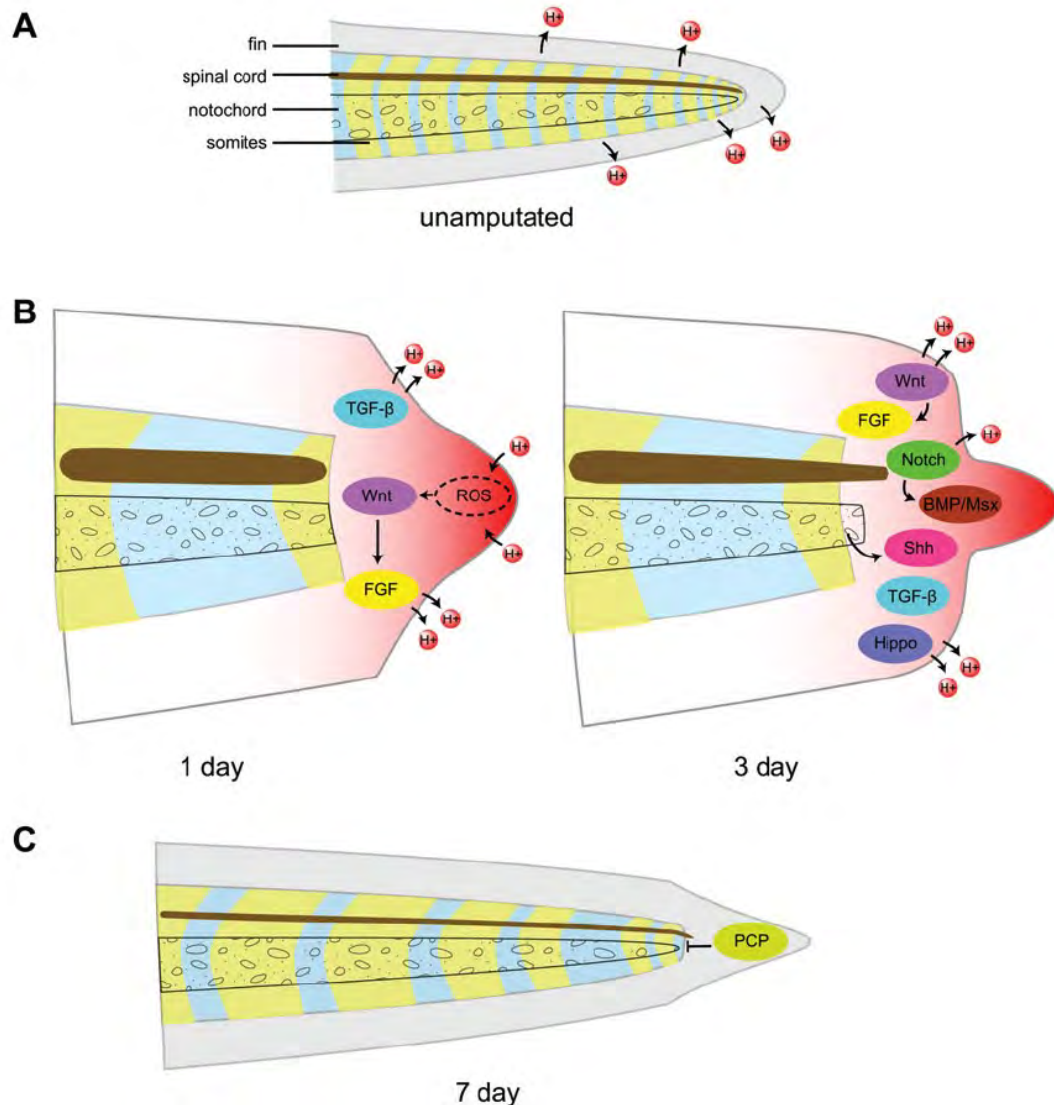 A
fin
spinal cord
notochord
somites
H+
H+
H+
H+
H+
unamputated
B
TGF-β
H+
H+
Wnt
ROS
H+
H+
FGF
H+
H+
1 day
Wnt
H+
H+
FGF
Notch
H+
BMP/Msx
Shh
TGF-β
Hippo
H+
H+
3 day
C
PCP
7 day